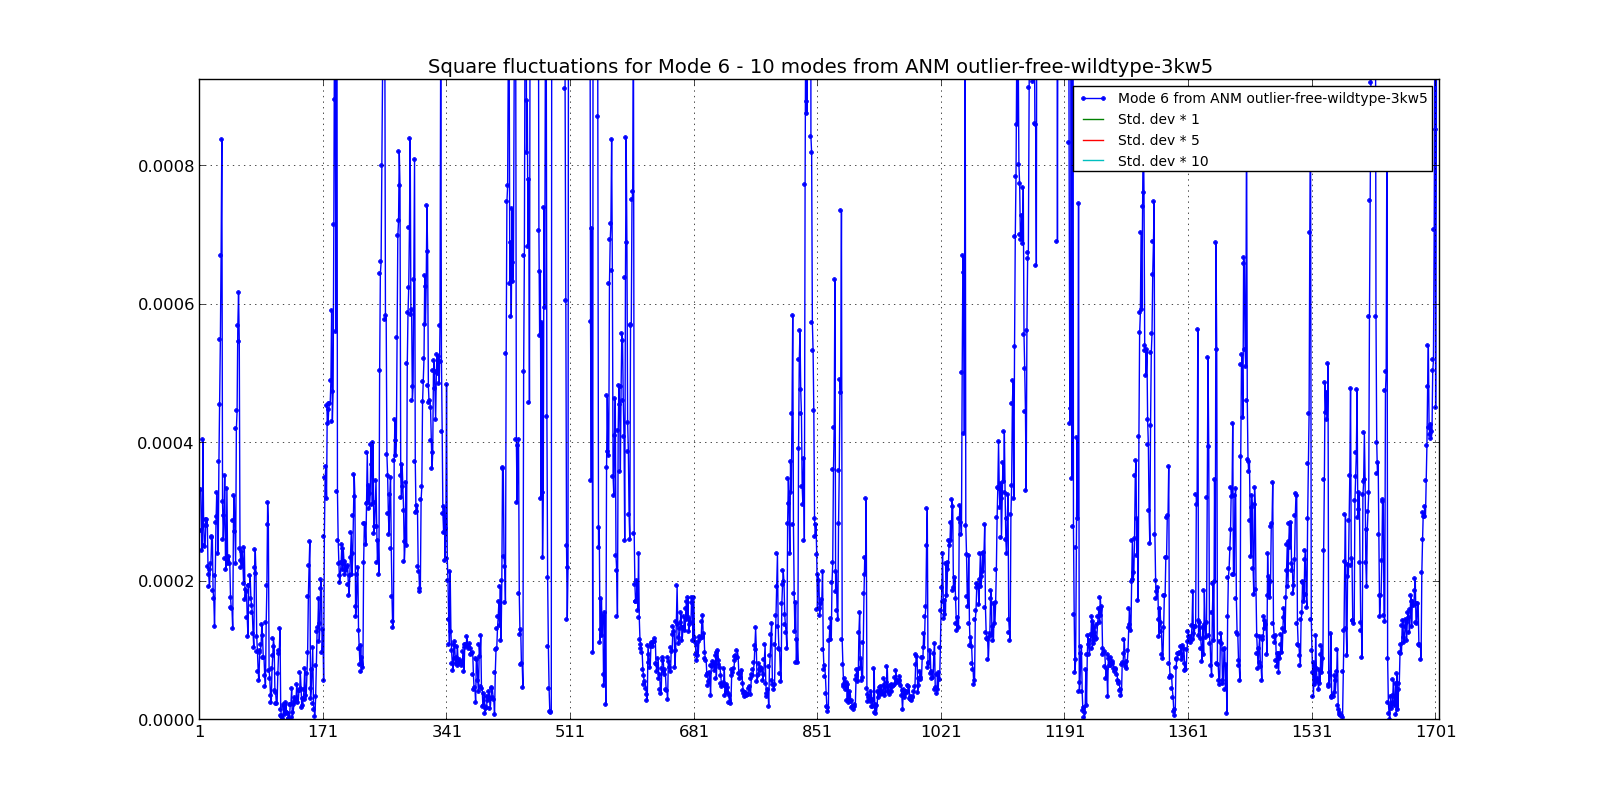 Square fluctuations for Mode 6 - 10 modes from ANM outlier-free-wildtype-3kw5
Mode 6 from ANM outlier-free-wildtype-3kw5
Std. dev * 1
Std. dev * 5
Std. dev * 10
0.0008
0.0006
0.0004
0.0002
0.0000
1 171 341 511 681 851 1021 1191 1361 1531 1701